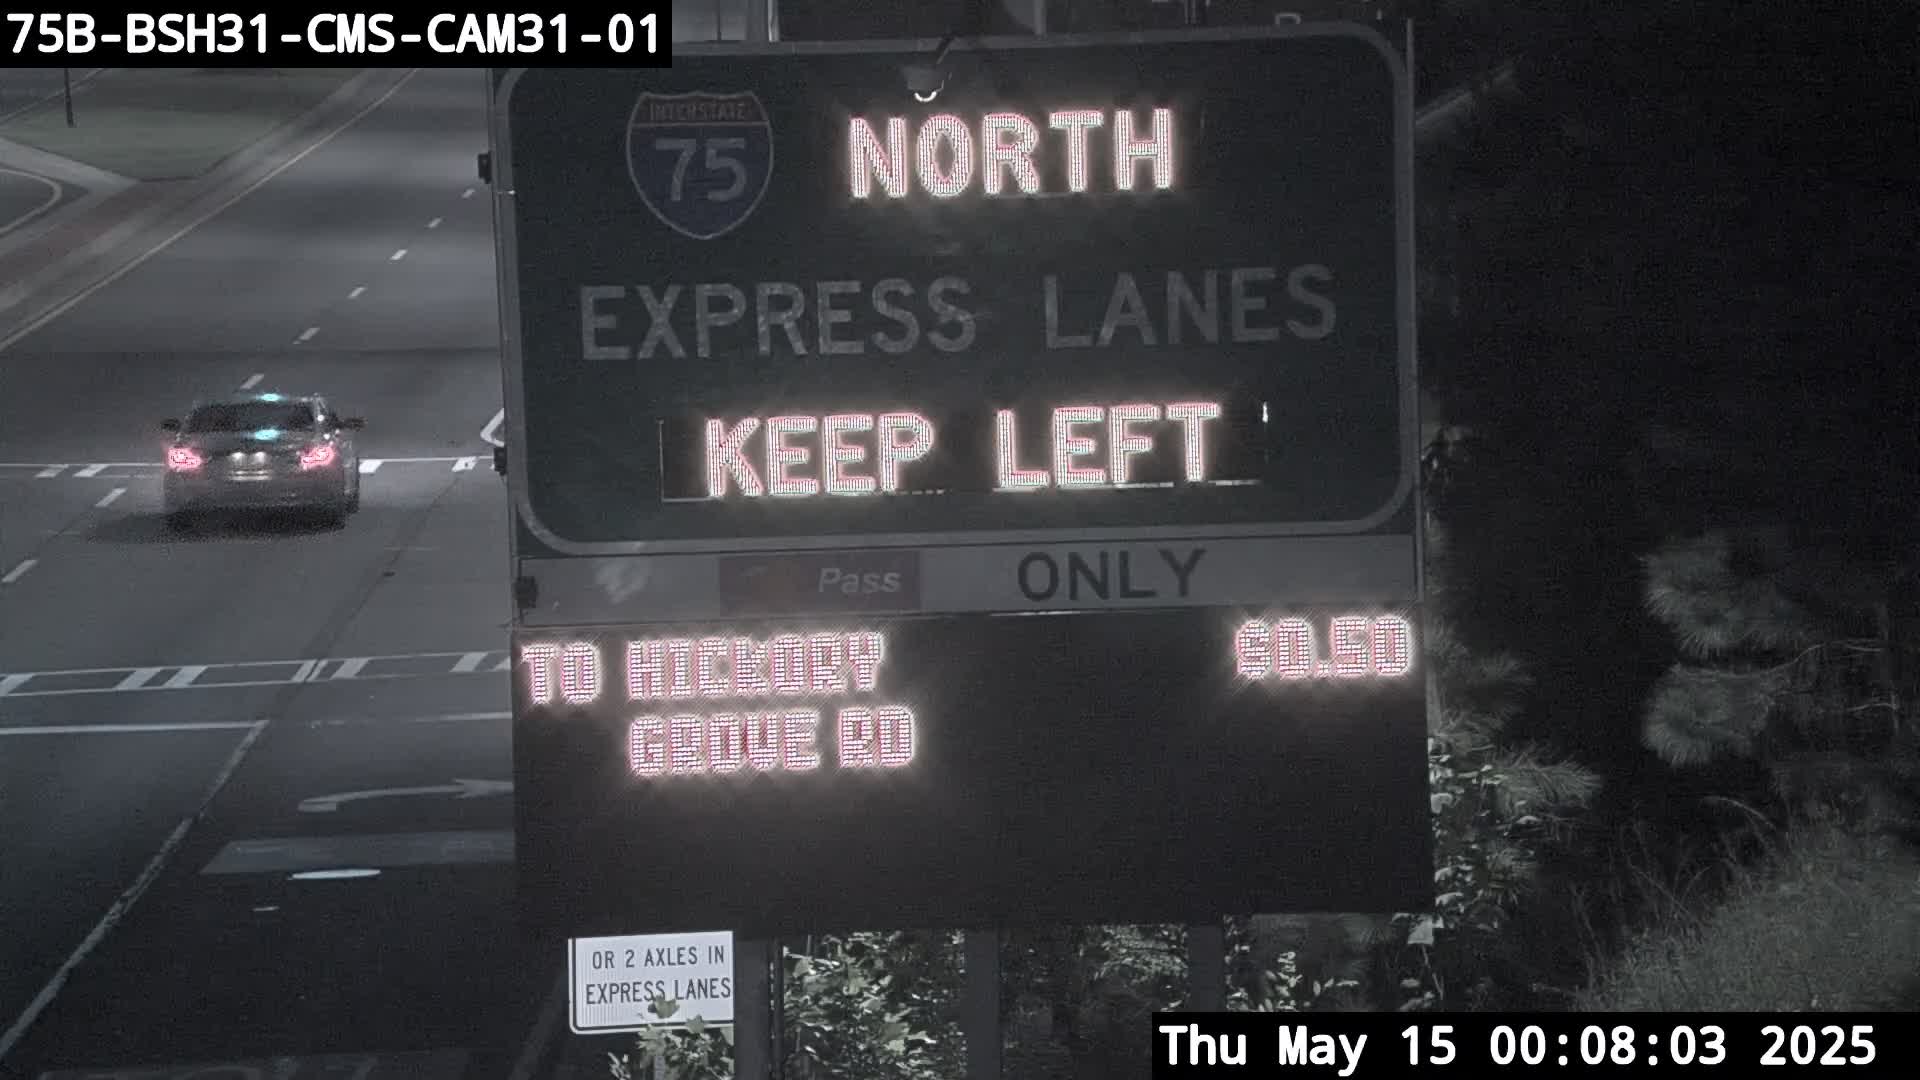 75B-BSH31-CMS-CAM31-01
INTERSTATE
75
NORTH
EXPRESS LANES
KEEP LEFT
Pass ONLY
TO HICKORY $0.50
GROVE RD
OR 2 AXLES IN
EXPRESS LANES
Thu May 15 00:08:03 2025